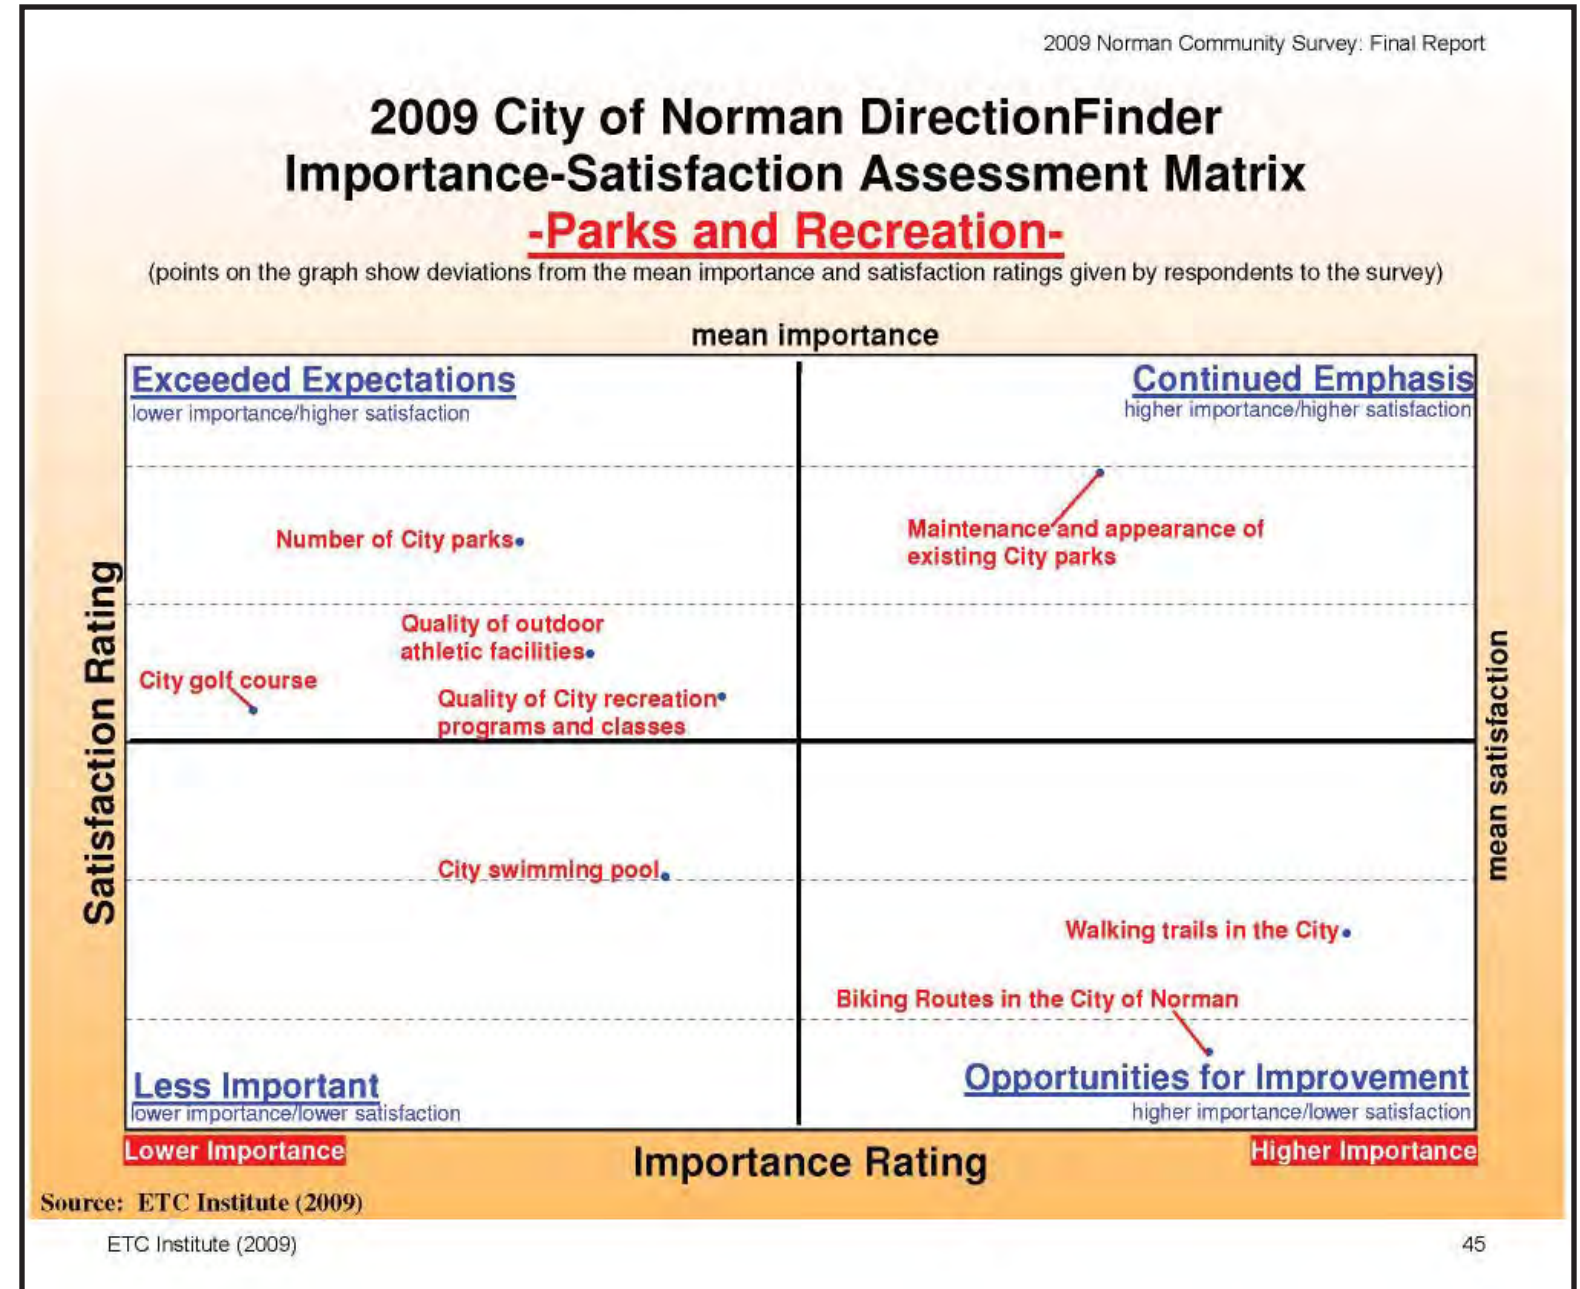 2009 Norman Community Survey: Final Report
2009 City of Norman DirectionFinder
Importance-Satisfaction Assessment Matrix
-Parks and Recreation-
(points on the graph show deviations from the mean importance and satisfaction ratings given by respondents to the survey)
mean importance
Exceeded Expectations
lower importance/higher satisfaction
Continued Emphasis
higher importance/higher satisfaction
Number of City parks
Maintenance and appearance of
existing City parks
Quality of outdoor
athletic facilities
City golf course
Quality of City recreation
programs and classes
Satisfaction Rating
mean satisfaction
City swimming pool
Walking trails in the City
Biking Routes in the City of Norman
Less Important
lower importance/lower satisfaction
Opportunities for Improvement
higher importance/lower satisfaction
Lower Importance
Importance Rating
Higher Importance
Source: ETC Institute (2009)
ETC Institute (2009)
45